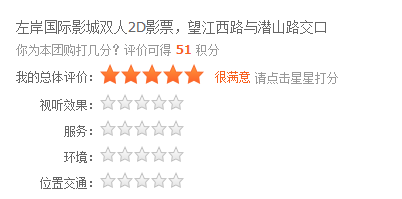 左岸国际影城双人2D影票，望江西路与潜山路交口
你为本团购打几分？评价可得 51 积分
我的总体评价： 很满意 请点击星星打分
视听效果：
服务：
环境：
位置交通：